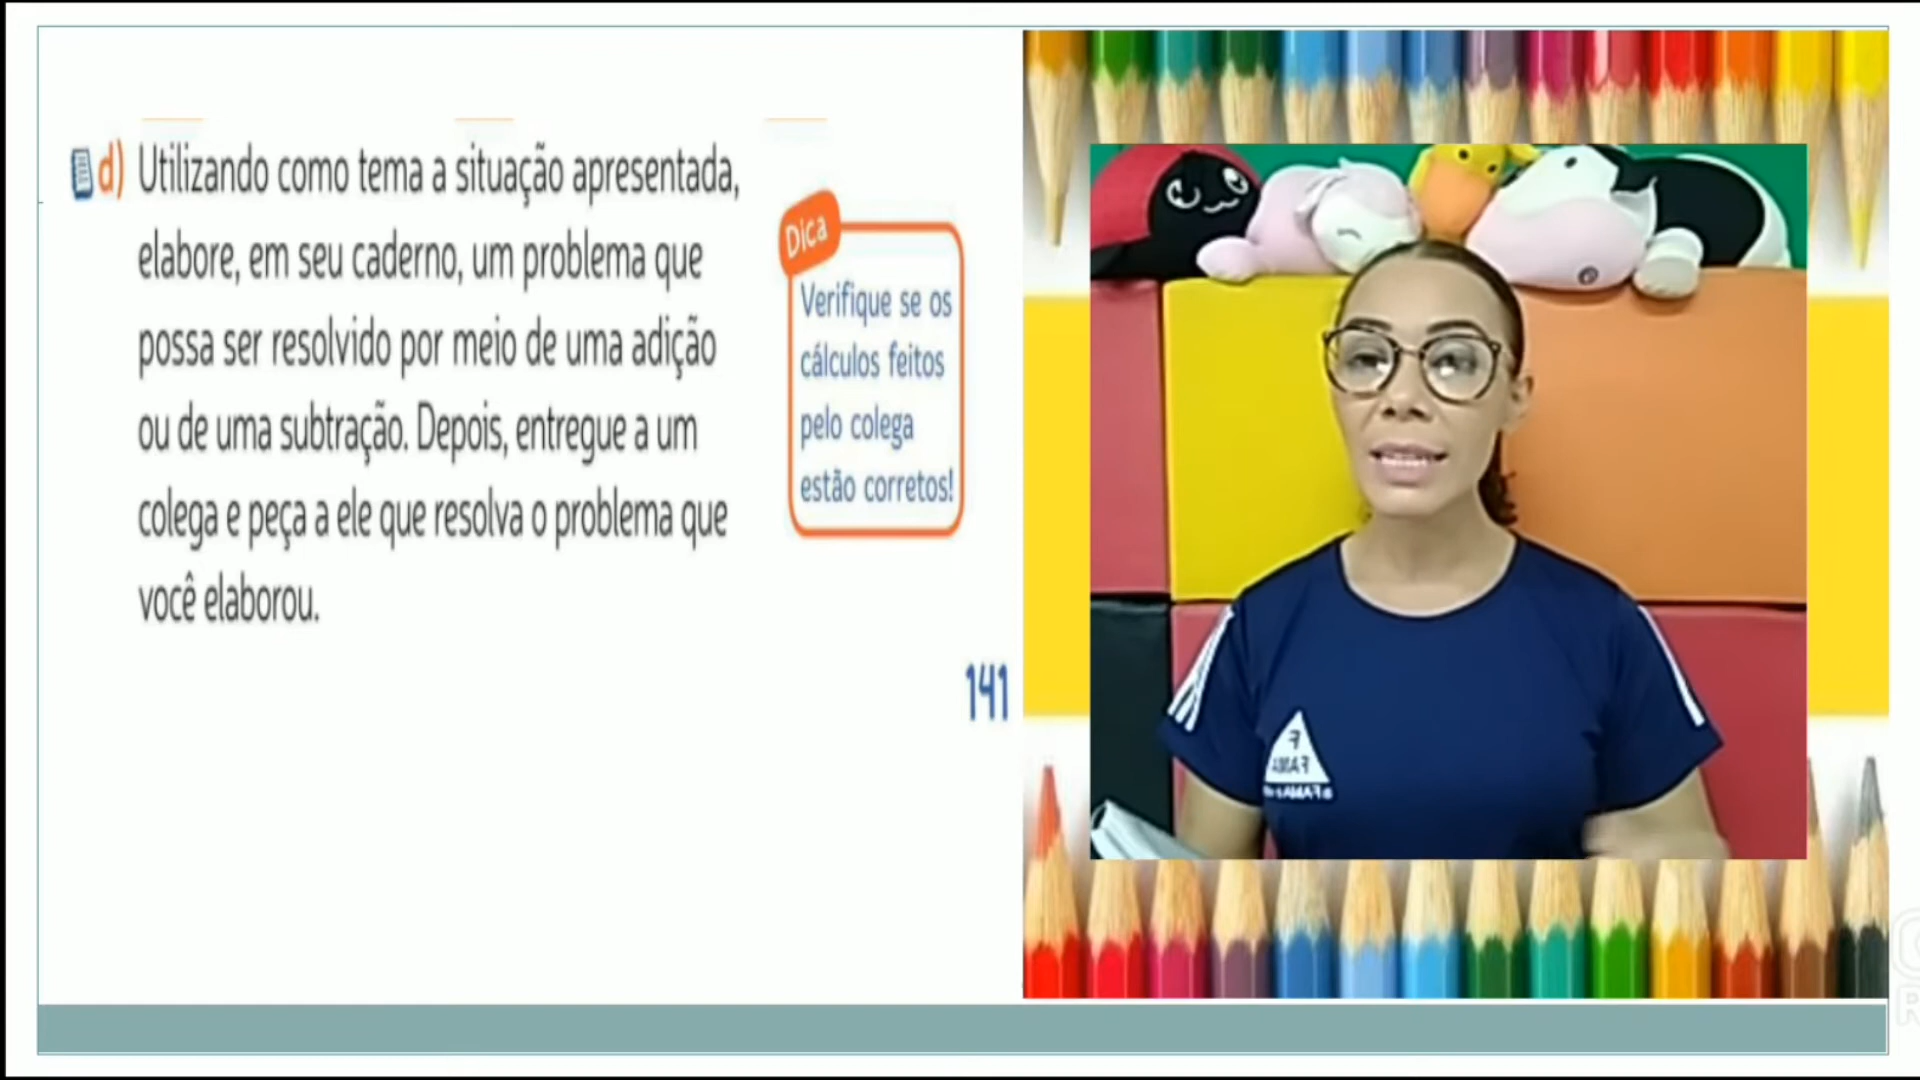 d) Utilizando como tema a situação apresentada,
elabore, em seu caderno, um problema que
possa ser resolvido por meio de uma adição
ou de uma subtração. Depois, entregue a um
colega e peça a ele que resolva o problema que
você elaborou.
Dica
Verifique se os
cálculos feitos
pelo colega
estão corretos!
141
F
FAMA